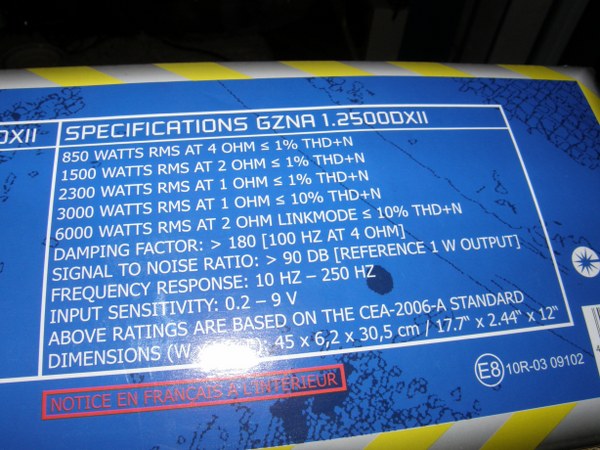 DXII
SPECIFICATIONS GZNA 1.2500DXII
850 WATTS RMS AT 4 OHM ≤ 1% THD+N
1500 WATTS RMS AT 2 OHM ≤ 1% THD+N
2300 WATTS RMS AT 1 OHM ≤ 1% THD+N
3000 WATTS RMS AT 1 OHM ≤ 10% THD+N
6000 WATTS RMS AT 2 OHM LINKMODE ≤ 10% THD+N
DAMPING FACTOR: > 180 [100 HZ AT 4 OHM]
SIGNAL TO NOISE RATIO: > 90 DB [REFERENCE 1 W OUTPUT]
FREQUENCY RESPONSE: 10 HZ – 250 HZ
INPUT SENSITIVITY: 0.2 – 9 V
ABOVE RATINGS ARE BASED ON THE CEA-2006-A STANDARD
DIMENSIONS (W 45 x 6,2 x 30,5 cm / 17.7" x 2.44" x 12"
E8 10R-03 09102
NOTICE EN FRANCAIS A L'INTERIEUR